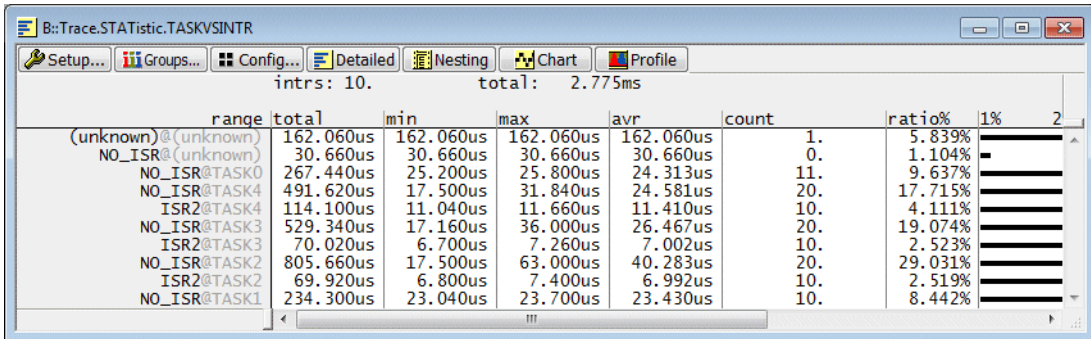 B::Trace.STATistic.TASKVSINTR
Setup... Groups... Config... Detailed Nesting Chart Profile
intrs: 10. total: 2.775ms
range total min max avr count ratio% 1% 2
(unknown)@(unknown) 162.060us 162.060us 162.060us 162.060us 1. 5.839%
NO_ISR@(unknown) 30.660us 30.660us 30.660us 30.660us 0. 1.104%
NO_ISR@TASK0 267.440us 25.200us 25.800us 24.313us 11. 9.637%
NO_ISR@TASK4 491.620us 17.500us 31.840us 24.581us 20. 17.715%
ISR2@TASK4 114.100us 11.040us 11.660us 11.410us 10. 4.111%
NO_ISR@TASK3 529.340us 17.160us 36.000us 26.467us 20. 19.074%
ISR2@TASK3 70.020us 6.700us 7.260us 7.002us 10. 2.523%
NO_ISR@TASK2 805.660us 17.500us 63.000us 40.283us 20. 29.031%
ISR2@TASK2 69.920us 6.800us 7.400us 6.992us 10. 2.519%
NO_ISR@TASK1 234.300us 23.040us 23.700us 23.430us 10. 8.442%